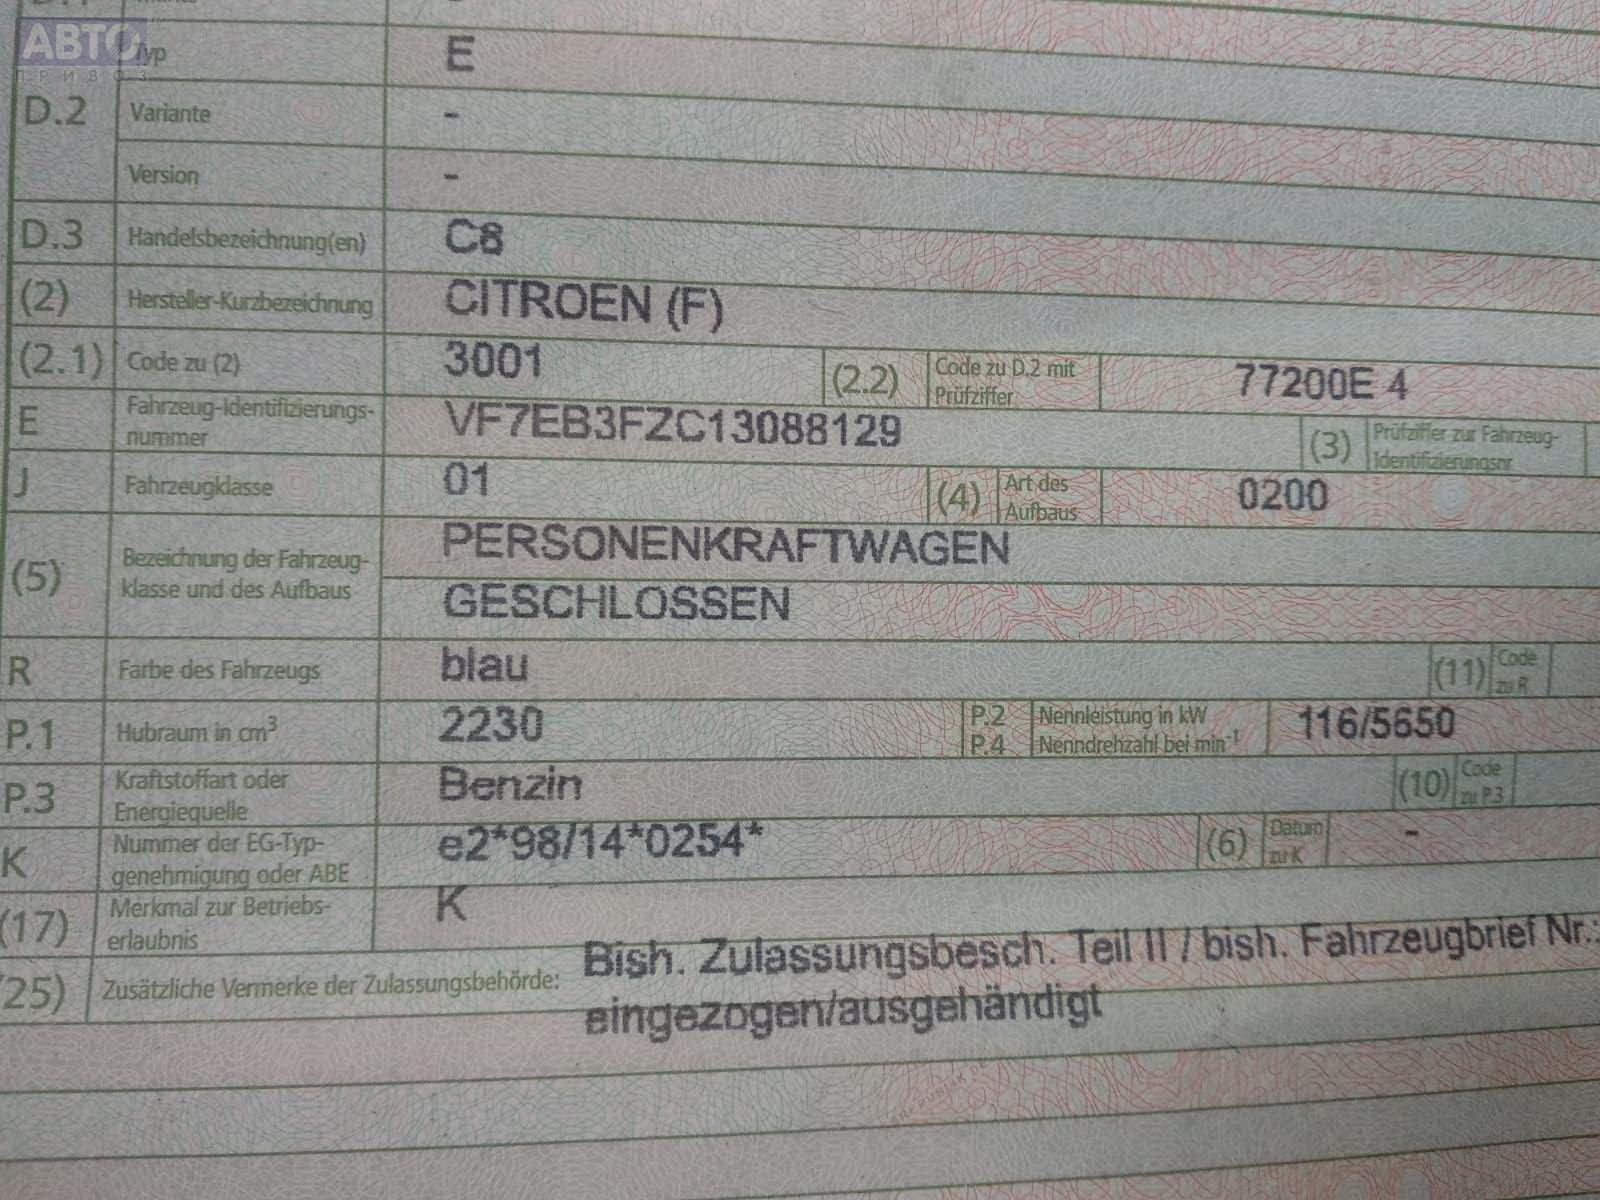 АВТО
ПРИВОЗ
Typ E
D.2 Variante -
Version -
D.3 Handelsbezeichnung(en) C8
(2) Hersteller-Kurzbezeichnung CITROEN (F)
(2.1) Code zu (2) 3001 (2.2) Code zu D.2 mit
Prüfziffer 77200E 4
E Fahrzeug-Identifizierungs-
nummer VF7EB3FZC13088129 (3) Prüfziffer zur Fahrzeug-
Identifizierungsnr.
J Fahrzeugklasse 01 (4) Art des
Aufbaus 0200
(5) Bezeichnung der Fahrzeug-
klasse und des Aufbaus
PERSONENKRAFTWAGEN
GESCHLOSSEN
R Farbe des Fahrzeugs blau (11) Code
zu R
P.1 Hubraum in cm³ 2230 P.2 Nennleistung in kW
P.4 Nenndrehzahl bei min⁻¹ 116/5650
P.3 Kraftstoffart oder
Energiequelle Benzin (10) Code
zu P.3
K Nummer der EG-Typ-
genehmigung oder ABE e2*98/14*0254* (6) Datum
zu K -
(17) Merkmal zur Betriebs-
erlaubnis K
(25) Zusätzliche Vermerke der Zulassungsbehörde:
Bish. Zulassungsbesch. Teil II / bish. Fahrzeugbrief Nr.:
eingezogen/ausgehändigt